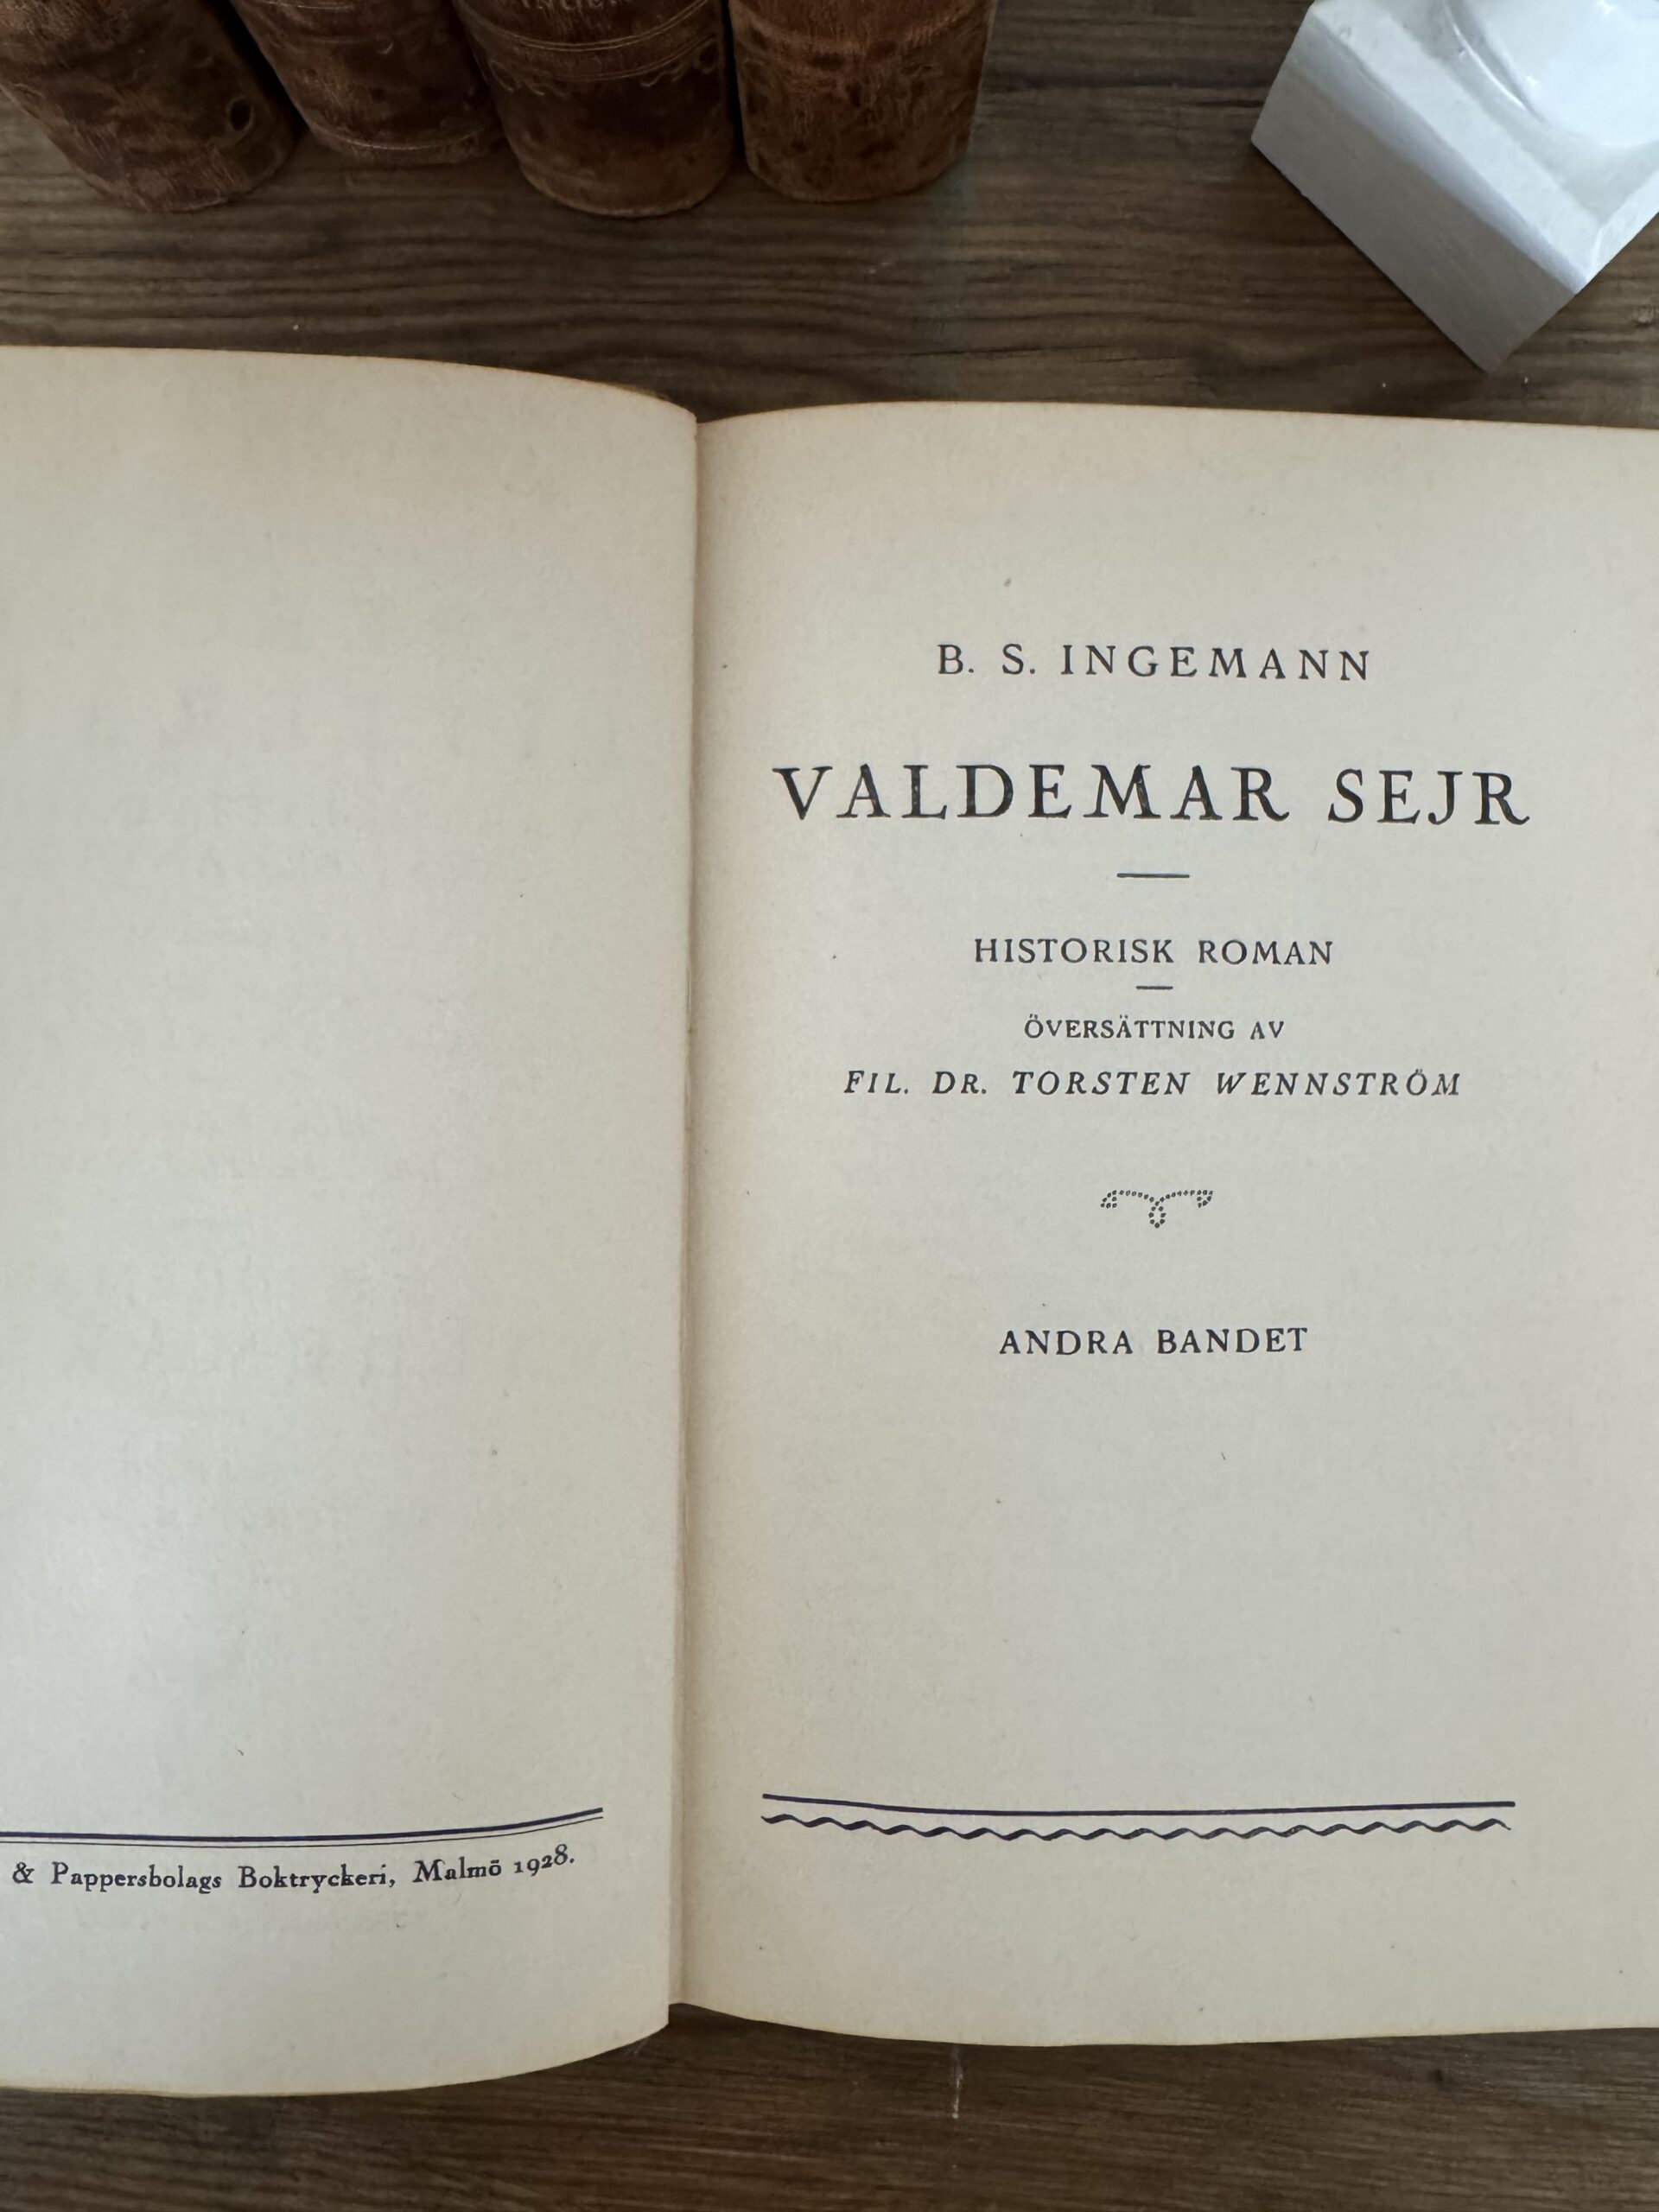 & Pappersbolags Boktryckeri, Malmö 1928.
B. S. INGEMANN
VALDEMAR SEJR
HISTORISK ROMAN
ÖVERSÄTTNING AV
FIL. DR. TORSTEN WENNSTRÖM
ANDRA BANDET